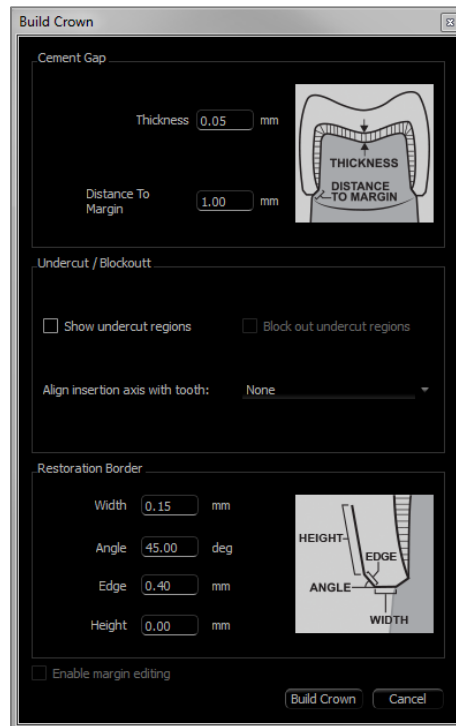 Build Crown
Cement Gap
Thickness 0.05 mm
THICKNESS
DISTANCE
TO MARGIN
Distance To
Margin 1.00 mm
Undercut / Blockoutt
Show undercut regions Block out undercut regions
Align insertion axis with tooth: None
Restoration Border
Width 0.15 mm
Angle 45.00 deg
Edge 0.40 mm
Height 0.00 mm
HEIGHT
EDGE
ANGLE
WIDTH
Enable margin editing
Build Crown Cancel